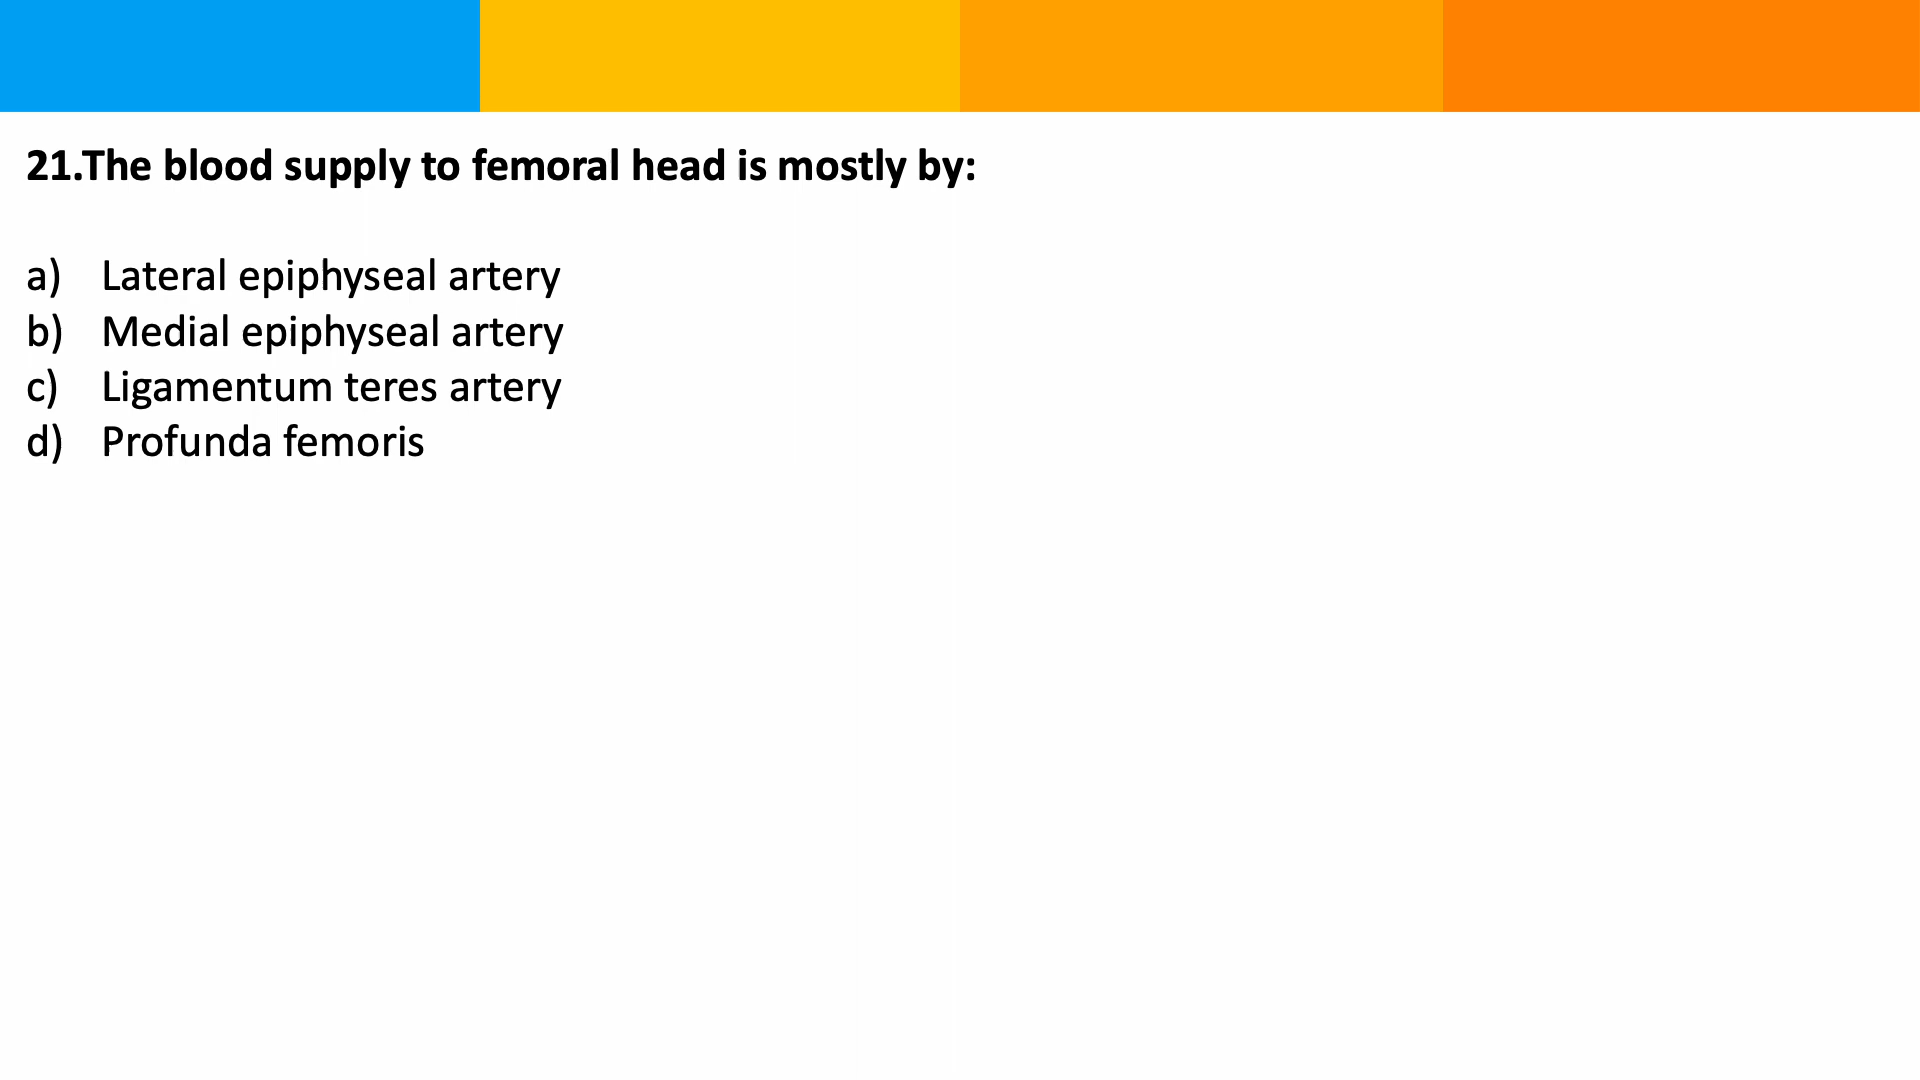 21.The blood supply to femoral head is mostly by:
a) Lateral epiphyseal artery
b) Medial epiphyseal artery
c) Ligamentum teres artery
d) Profunda femoris